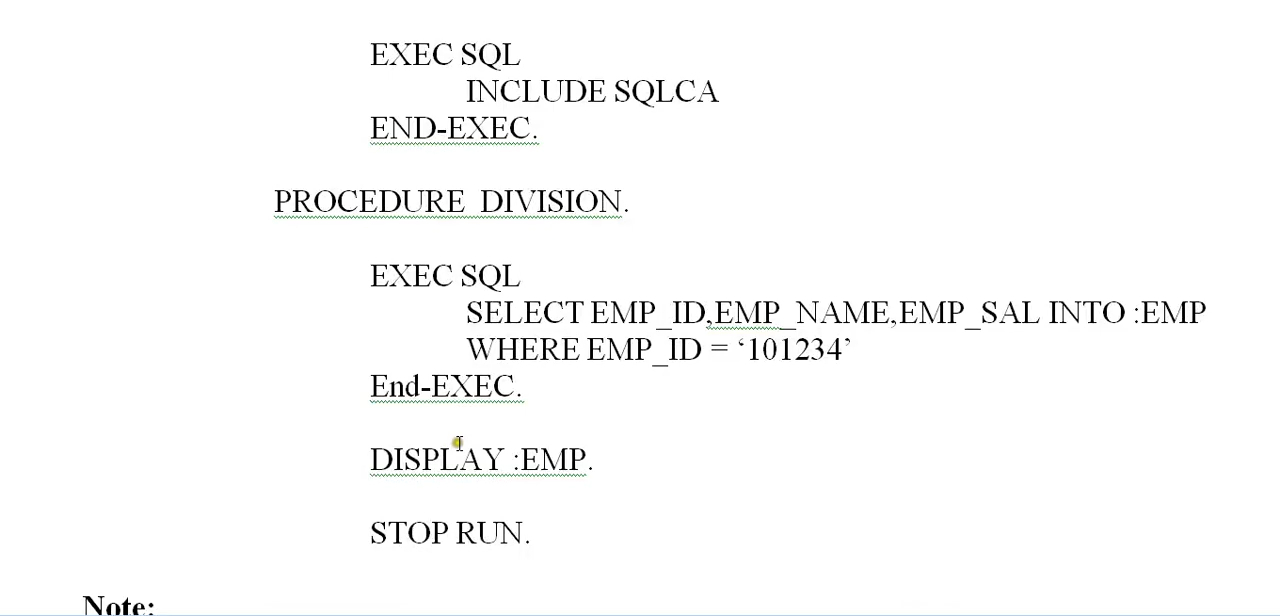 EXEC SQL
INCLUDE SQLCA
END-EXEC.
PROCEDURE DIVISION.
EXEC SQL
SELECT EMP_ID,EMP_NAME,EMP_SAL INTO :EMP
WHERE EMP_ID = ‘101234’
End-EXEC.
DISPLAY :EMP.
STOP RUN.
Note: